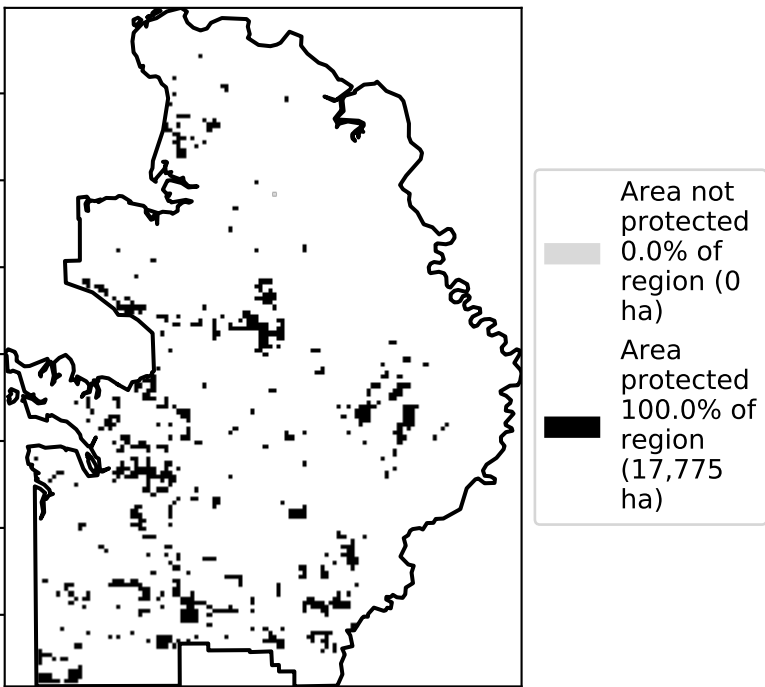 Area not
protected
0.0% of
region (0
ha)
Area
protected
100.0% of
region
(17,775
ha)